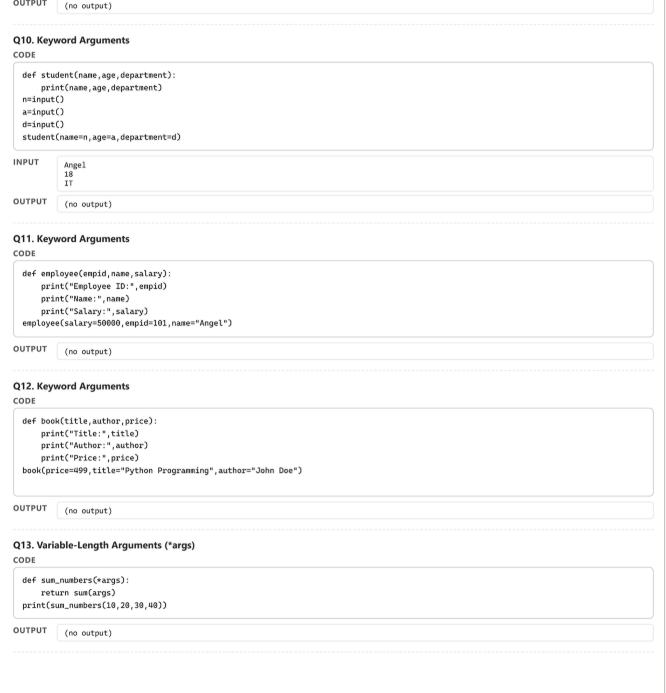 OUTPUT (no output)
Q10. Keyword Arguments
CODE
def student(name,age,department):
    print(name,age,department)
n=input()
a=input()
d=input()
student(name=n,age=a,department=d)
INPUT
Angel
18
IT
OUTPUT (no output)
Q11. Keyword Arguments
CODE
def employee(empid,name,salary):
    print("Employee ID:",empid)
    print("Name:",name)
    print("Salary:",salary)
employee(salary=50000,empid=101,name="Angel")
OUTPUT (no output)
Q12. Keyword Arguments
CODE
def book(title,author,price):
    print("Title:",title)
    print("Author:",author)
    print("Price:",price)
book(price=499,title="Python Programming",author="John Doe")
OUTPUT (no output)
Q13. Variable-Length Arguments (*args)
CODE
def sum_numbers(*args):
    return sum(args)
print(sum_numbers(10,20,30,40))
OUTPUT (no output)